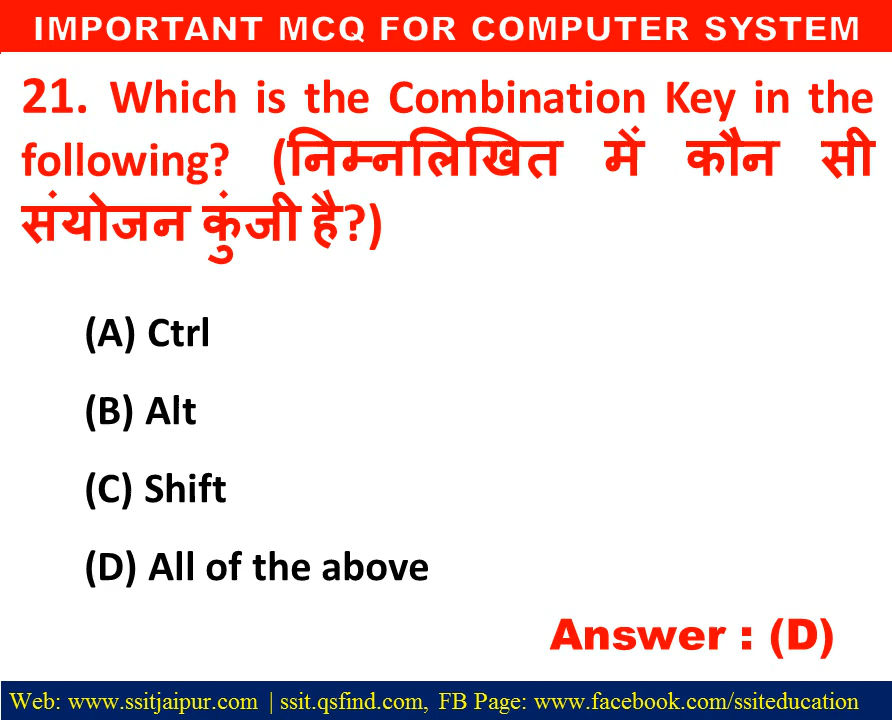 IMPORTANT MCQ FOR COMPUTER SYSTEM
21. Which is the Combination Key in the
following? (निम्नलिखित में कौन सी
संयोजन कुंजी है?)
(A) Ctrl
(B) Alt
(C) Shift
(D) All of the above
Answer : (D)
Web: www.ssitjaipur.com | ssit.qsfind.com, FB Page: www.facebook.com/ssiteducation